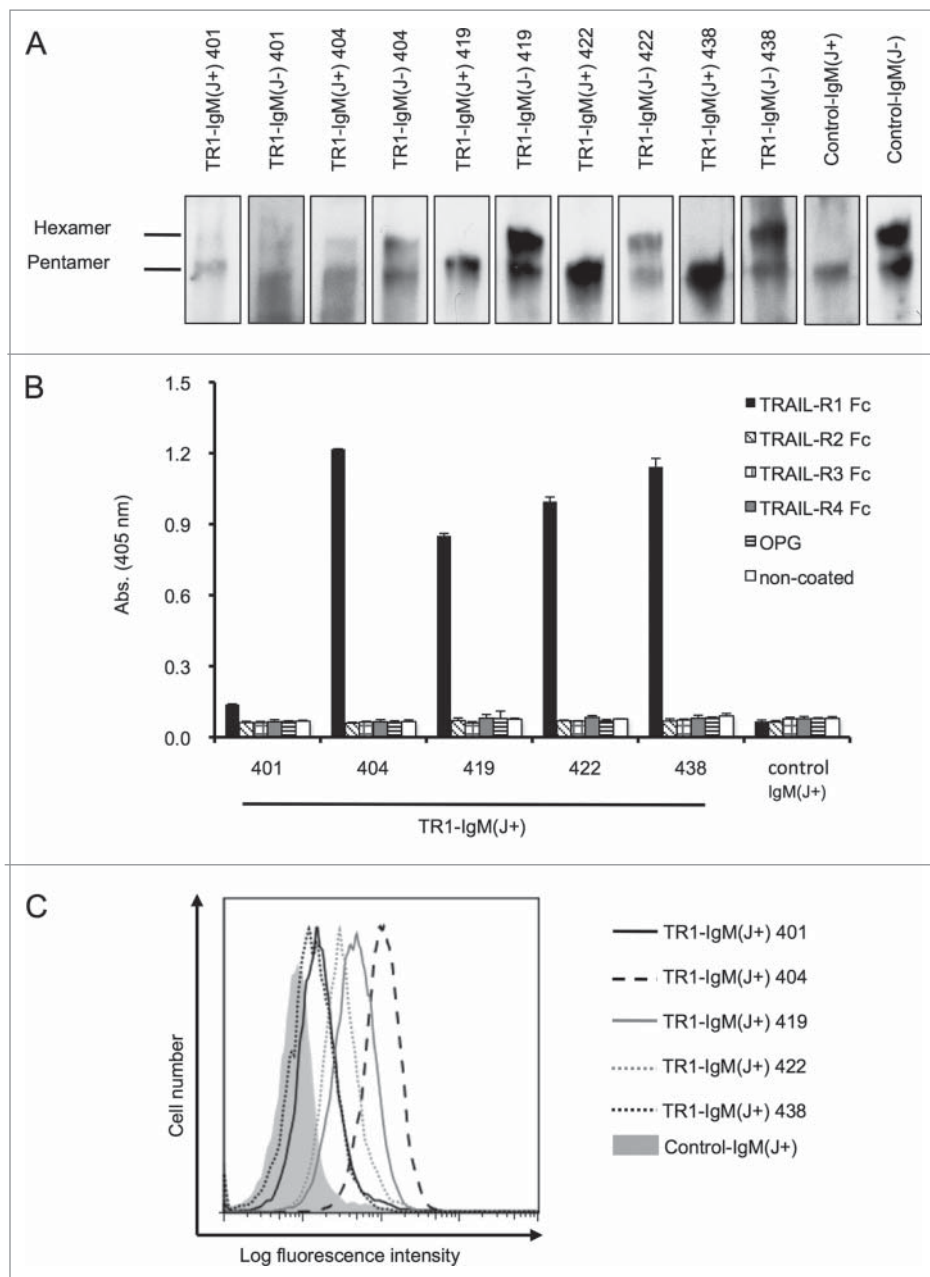 A
TR1-IgM(J+) 401
TR1-IgM(J-) 401
TR1-IgM(J+) 404
TR1-IgM(J-) 404
TR1-IgM(J+) 419
TR1-IgM(J-) 419
TR1-IgM(J+) 422
TR1-IgM(J-) 422
TR1-IgM(J+) 438
TR1-IgM(J-) 438
Control-IgM(J+)
Control-IgM(J-)
Hexamer
Pentamer
B
Abs. (405 nm)
1.5
1.2
0.9
0.6
0.3
0.0
TRAIL-R1 Fc
TRAIL-R2 Fc
TRAIL-R3 Fc
TRAIL-R4 Fc
OPG
non-coated
401 404 419 422 438 control
IgM(J+)
TR1-IgM(J+)
C
Cell number
Log fluorescence intensity
TR1-IgM(J+) 401
TR1-IgM(J+) 404
TR1-IgM(J+) 419
TR1-IgM(J+) 422
TR1-IgM(J+) 438
Control-IgM(J+)